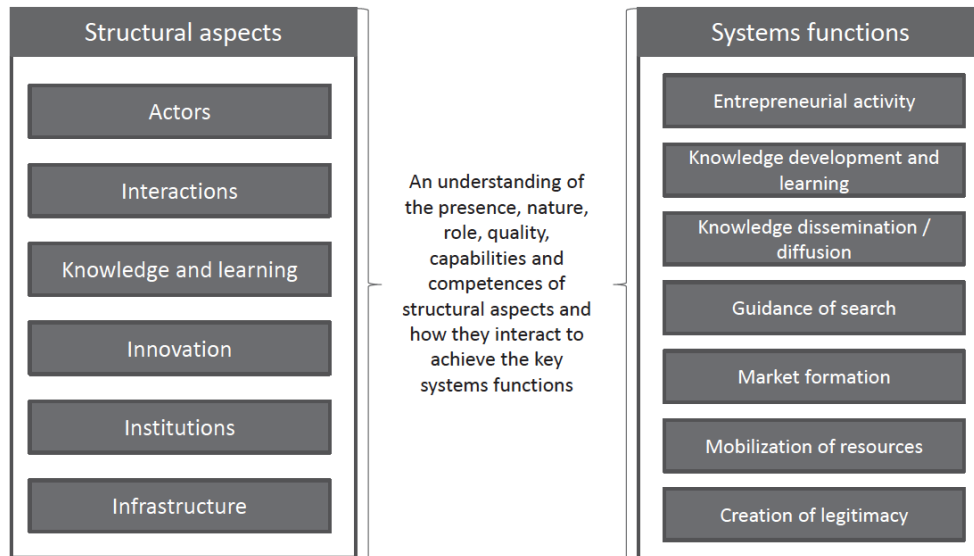 Structural aspects
Actors
Interactions
Knowledge and learning
Innovation
Institutions
Infrastructure
An understanding of
the presence, nature,
role, quality,
capabilities and
competences of
structural aspects and
how they interact to
achieve the key
systems functions
Systems functions
Entrepreneurial activity
Knowledge development and
learning
Knowledge dissemination /
diffusion
Guidance of search
Market formation
Mobilization of resources
Creation of legitimacy